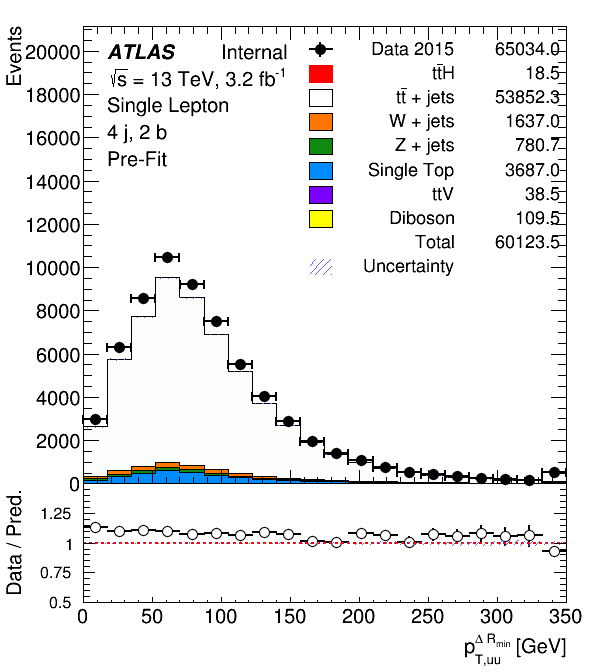 Events
20000
18000
16000
14000
12000
10000
8000
6000
4000
2000
0
ATLAS Internal
√s = 13 TeV, 3.2 fb⁻¹
Single Lepton
4 j, 2 b
Pre-Fit
Data 2015 65034.0
tt̄H 18.5
tt̄ + jets 53852.3
W + jets 1637.0
Z + jets 780.7
Single Top 3687.0
ttV 38.5
Diboson 109.5
Total 60123.5
Uncertainty
Data / Pred.
1.25
1
0.75
0.5
0 50 100 150 200 250 300 350
p_{T,uu}^{Δ R_{min}} [GeV]